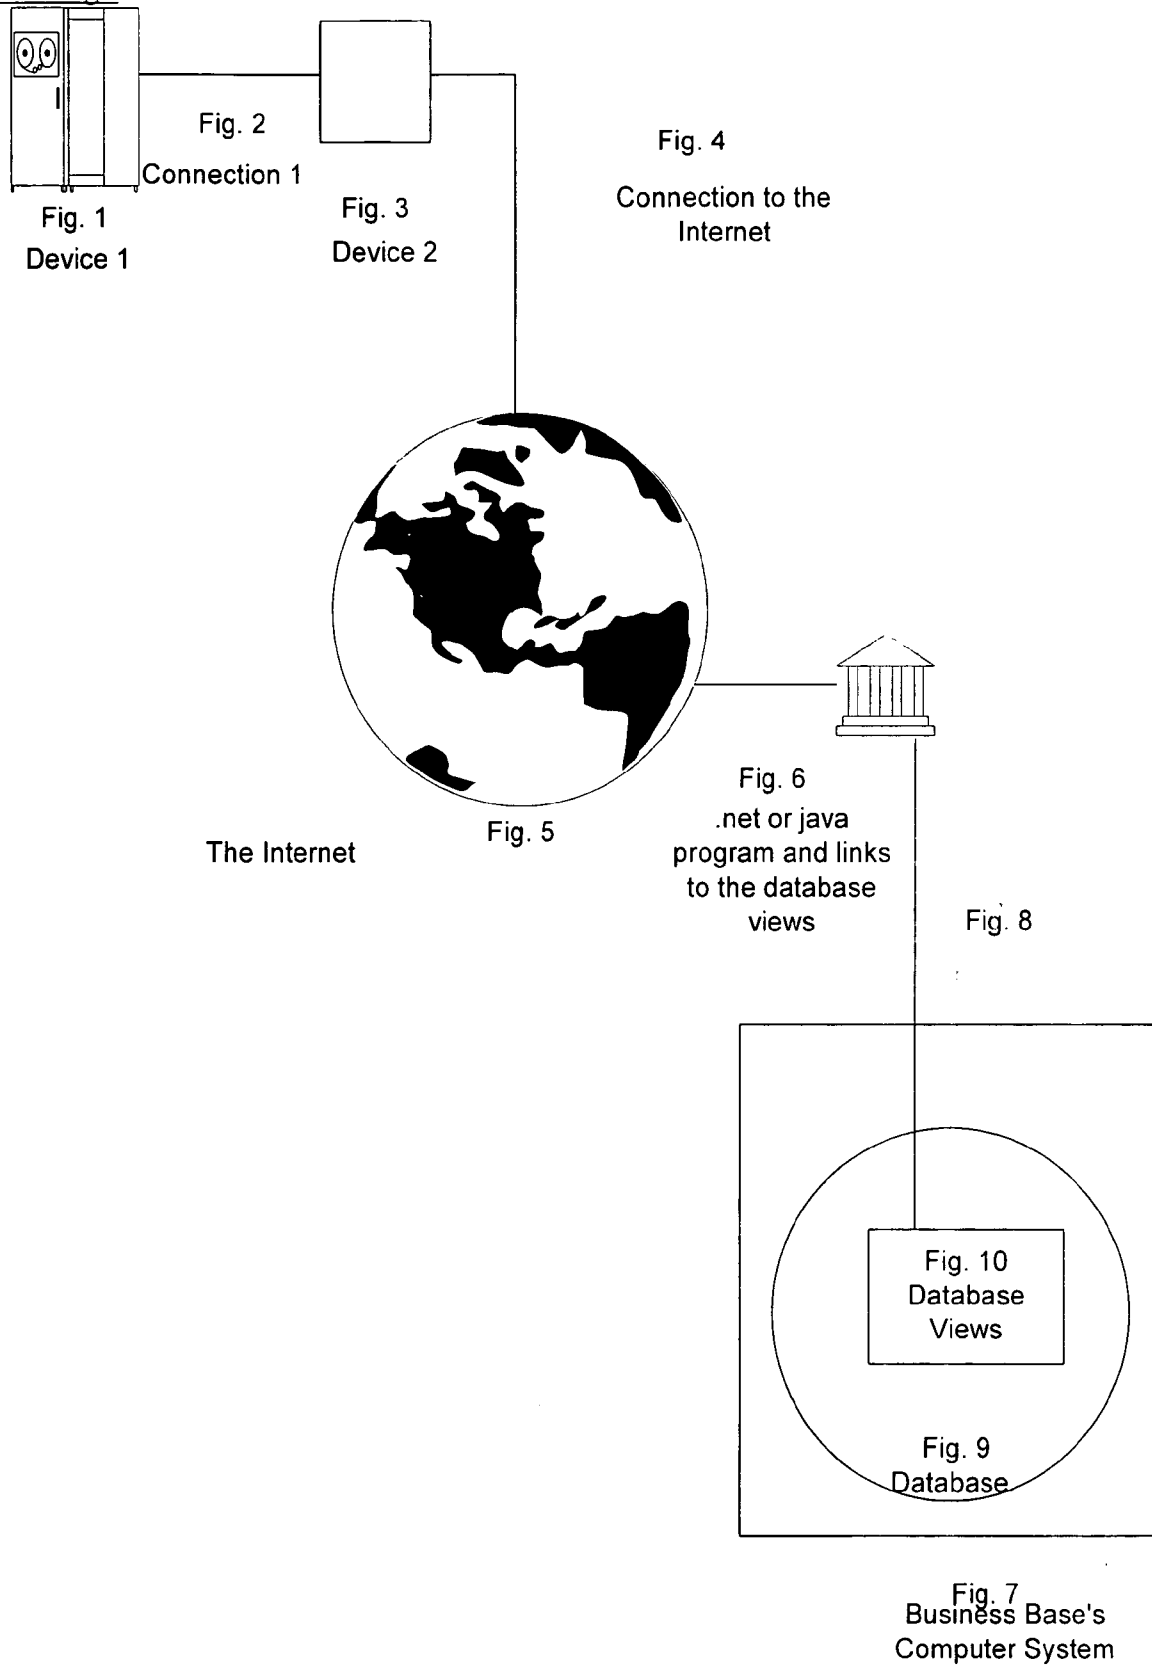 Fig. 2
Connection 1
Fig. 1
Device 1
Fig. 3
Device 2
Fig. 4
Connection to the
Internet
Fig. 5
The Internet
Fig. 6
.net or java
program and links
to the database
views
Fig. 8
Fig. 10
Database
Views
Fig. 9
Database
Fig. 7
Business Base's
Computer System